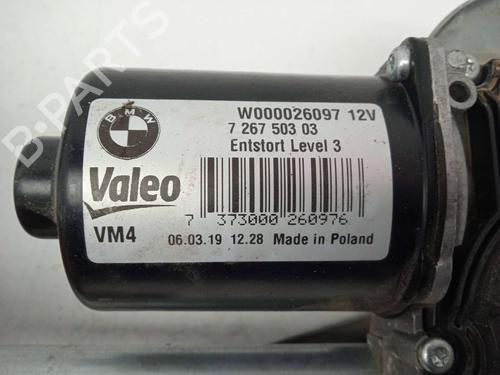 B-PARTS
BMW
W000026097 12V
7 267 503 03
Entstort Level 3
Valeo
7 373000 260976
VM4
06.03.19 12.28 Made in Poland